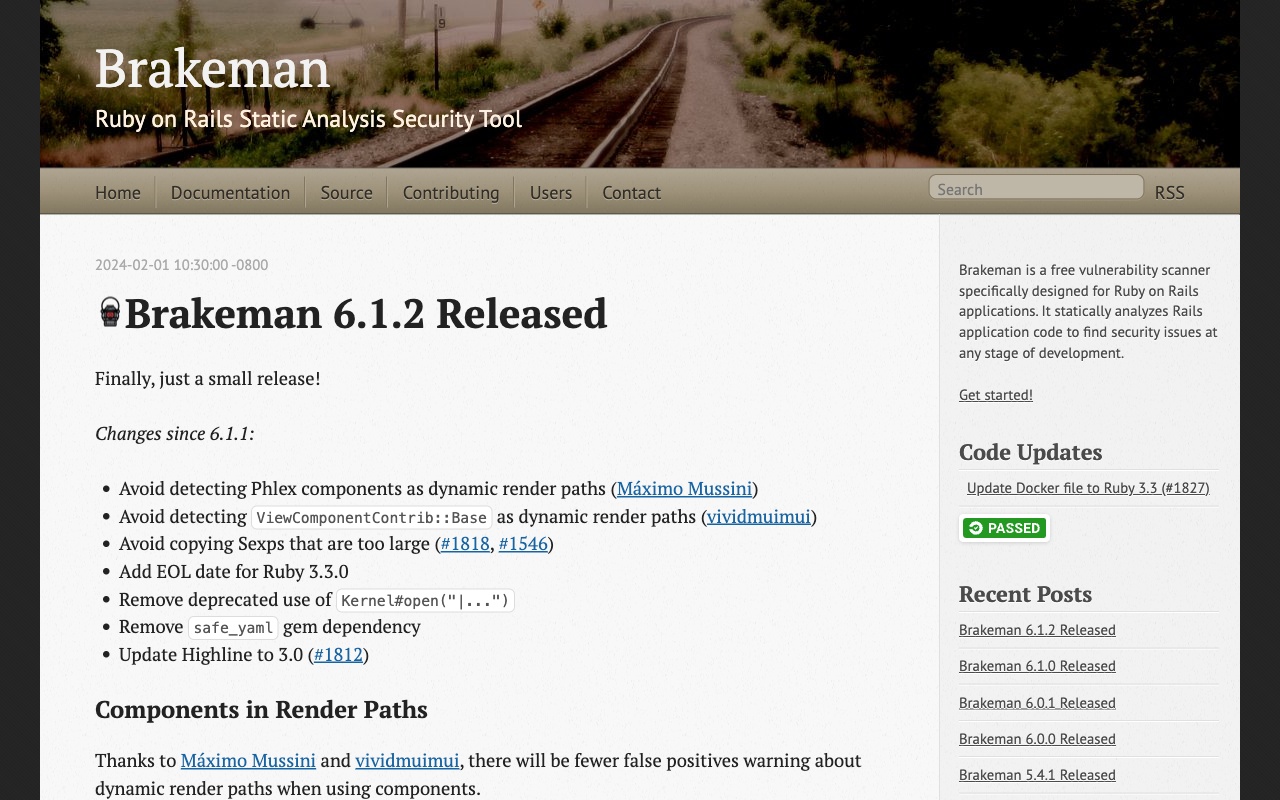 Brakeman
Ruby on Rails Static Analysis Security Tool
Home
Documentation
Source
Contributing
Users
Contact
Search
RSS
2024-02-01 10:30:00 -0800
Brakeman 6.1.2 Released
Finally, just a small release!
Changes since 6.1.1:
• Avoid detecting Phlex components as dynamic render paths (Máximo Mussini)
• Avoid detecting ViewComponentContrib::Base as dynamic render paths (vividmuimui)
• Avoid copying Sexps that are too large (#1818, #1546)
• Add EOL date for Ruby 3.3.0
• Remove deprecated use of Kernel#open("|...")
• Remove safe_yaml gem dependency
• Update Highline to 3.0 (#1812)
Components in Render Paths
Thanks to Máximo Mussini and vividmuimui, there will be fewer false positives warning about
dynamic render paths when using components.
Brakeman is a free vulnerability scanner
specifically designed for Ruby on Rails
applications. It statically analyzes Rails
application code to find security issues at
any stage of development.
Get started!
Code Updates
Update Docker file to Ruby 3.3 (#1827)
PASSED
Recent Posts
Brakeman 6.1.2 Released
Brakeman 6.1.0 Released
Brakeman 6.0.1 Released
Brakeman 6.0.0 Released
Brakeman 5.4.1 Released